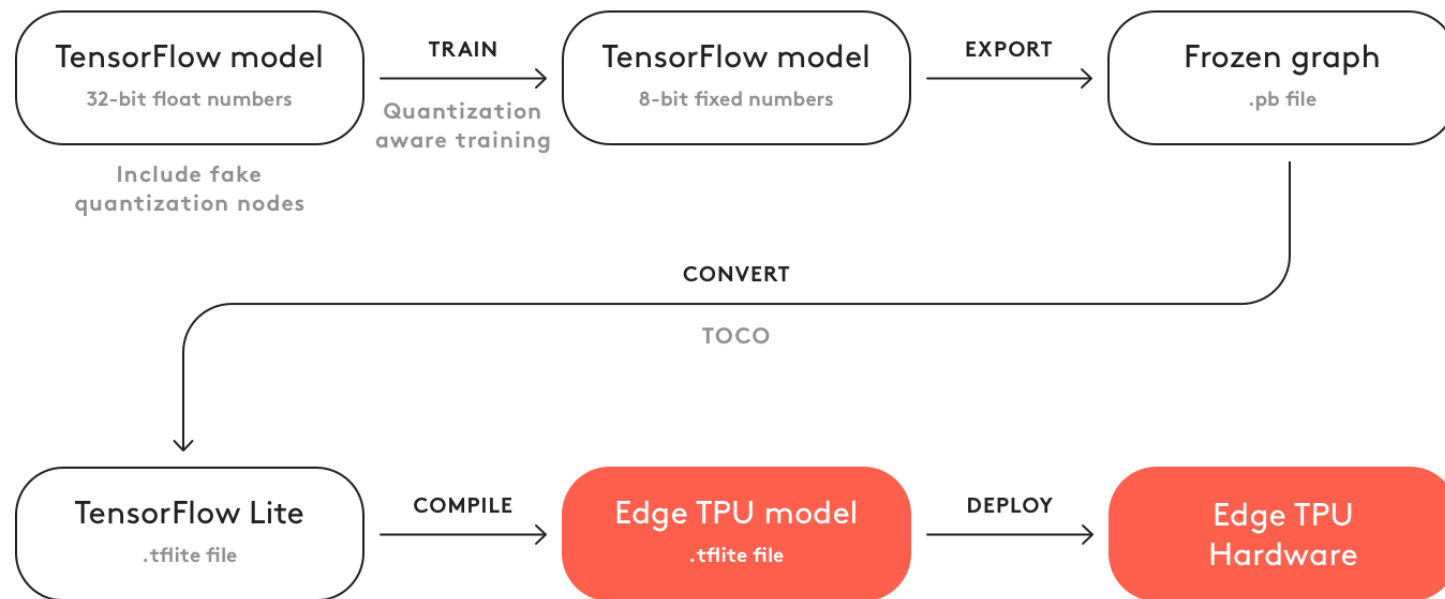 TensorFlow model
32-bit float numbers
Include fake
quantization nodes
TRAIN
Quantization
aware training
TensorFlow model
8-bit fixed numbers
EXPORT
Frozen graph
.pb file
CONVERT
TOCO
TensorFlow Lite
.tflite file
COMPILE
Edge TPU model
.tflite file
DEPLOY
Edge TPU
Hardware